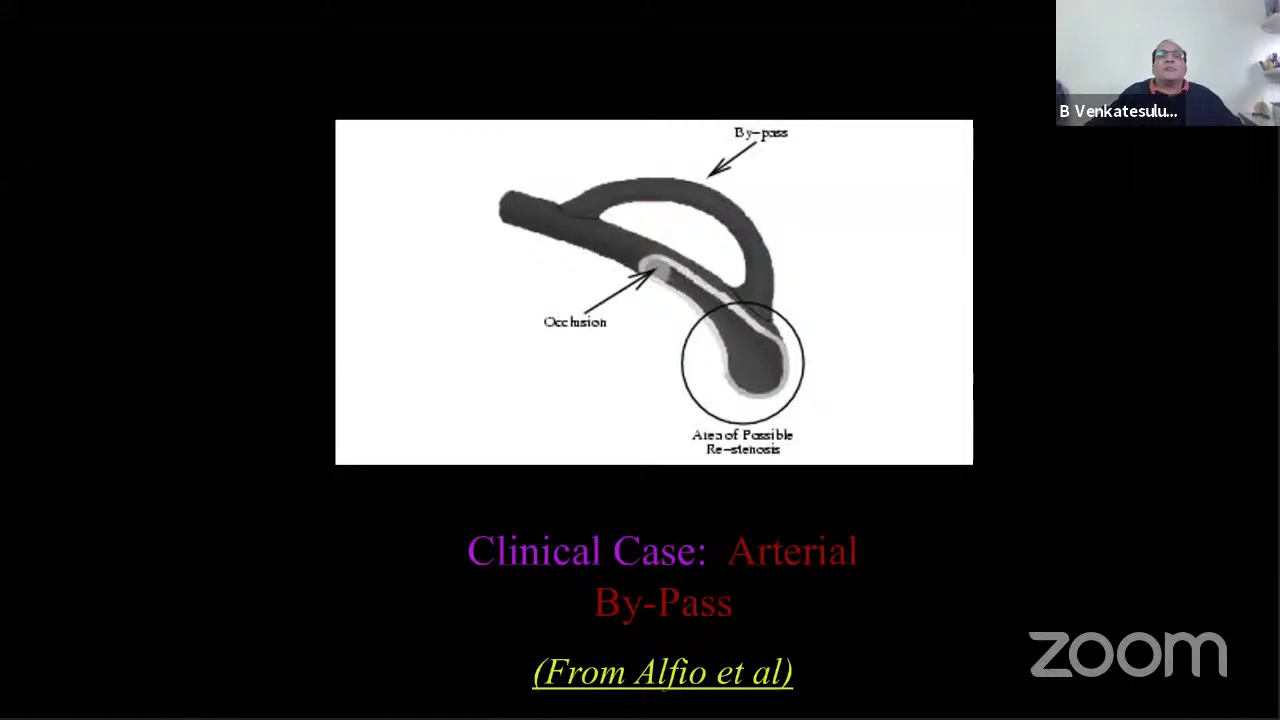 B Venkatesulu...
By-pass
Occlusion
Area of Possible
Re-stenosis
Clinical Case: Arterial
By-Pass
(From Alfio et al)
zoom